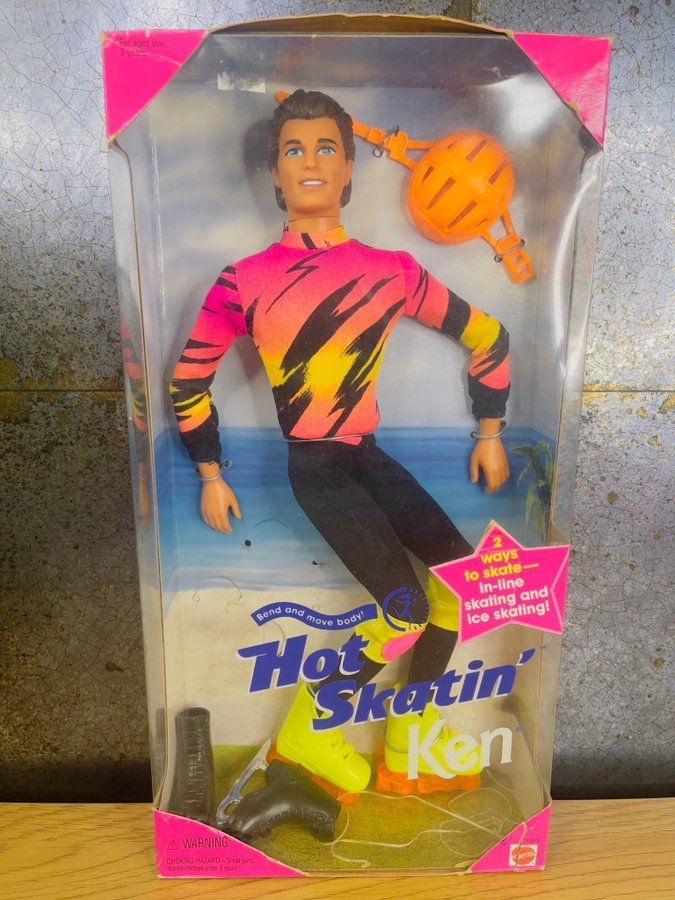 For ages over
3 years
2
ways
to skate—
In-line
skating and
ice skating!
Bend and move body!
Hot
Skatin'
Ken™
⚠ WARNING:
CHOKING HAZARD – Small parts
Not for children under 3 years.
MATTEL